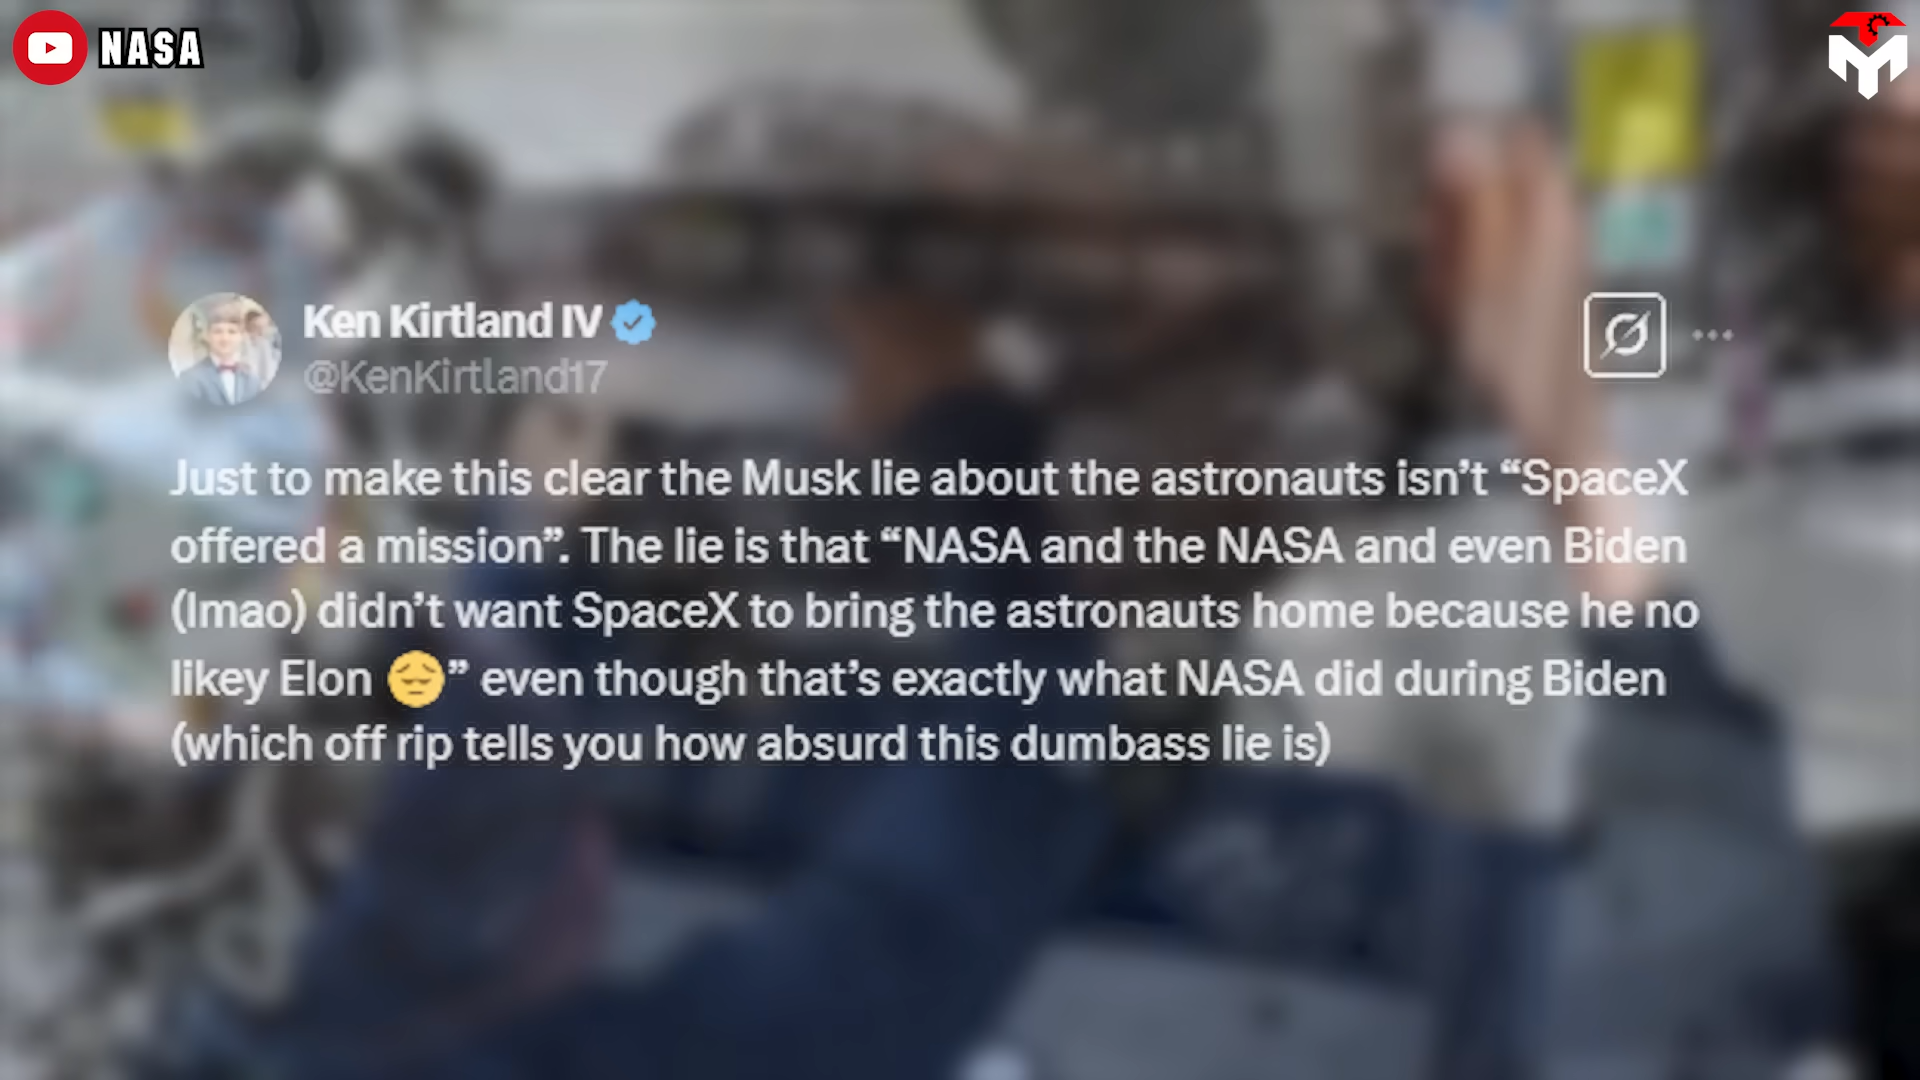 NASA
Ken Kirtland IV
@KenKirtland17
Just to make this clear the Musk lie about the astronauts isn't “SpaceX
offered a mission”. The lie is that “NASA and the NASA and even Biden
(lmao) didn't want SpaceX to bring the astronauts home because he no
likey Elon 😔” even though that's exactly what NASA did during Biden
(which off rip tells you how absurd this dumbass lie is)